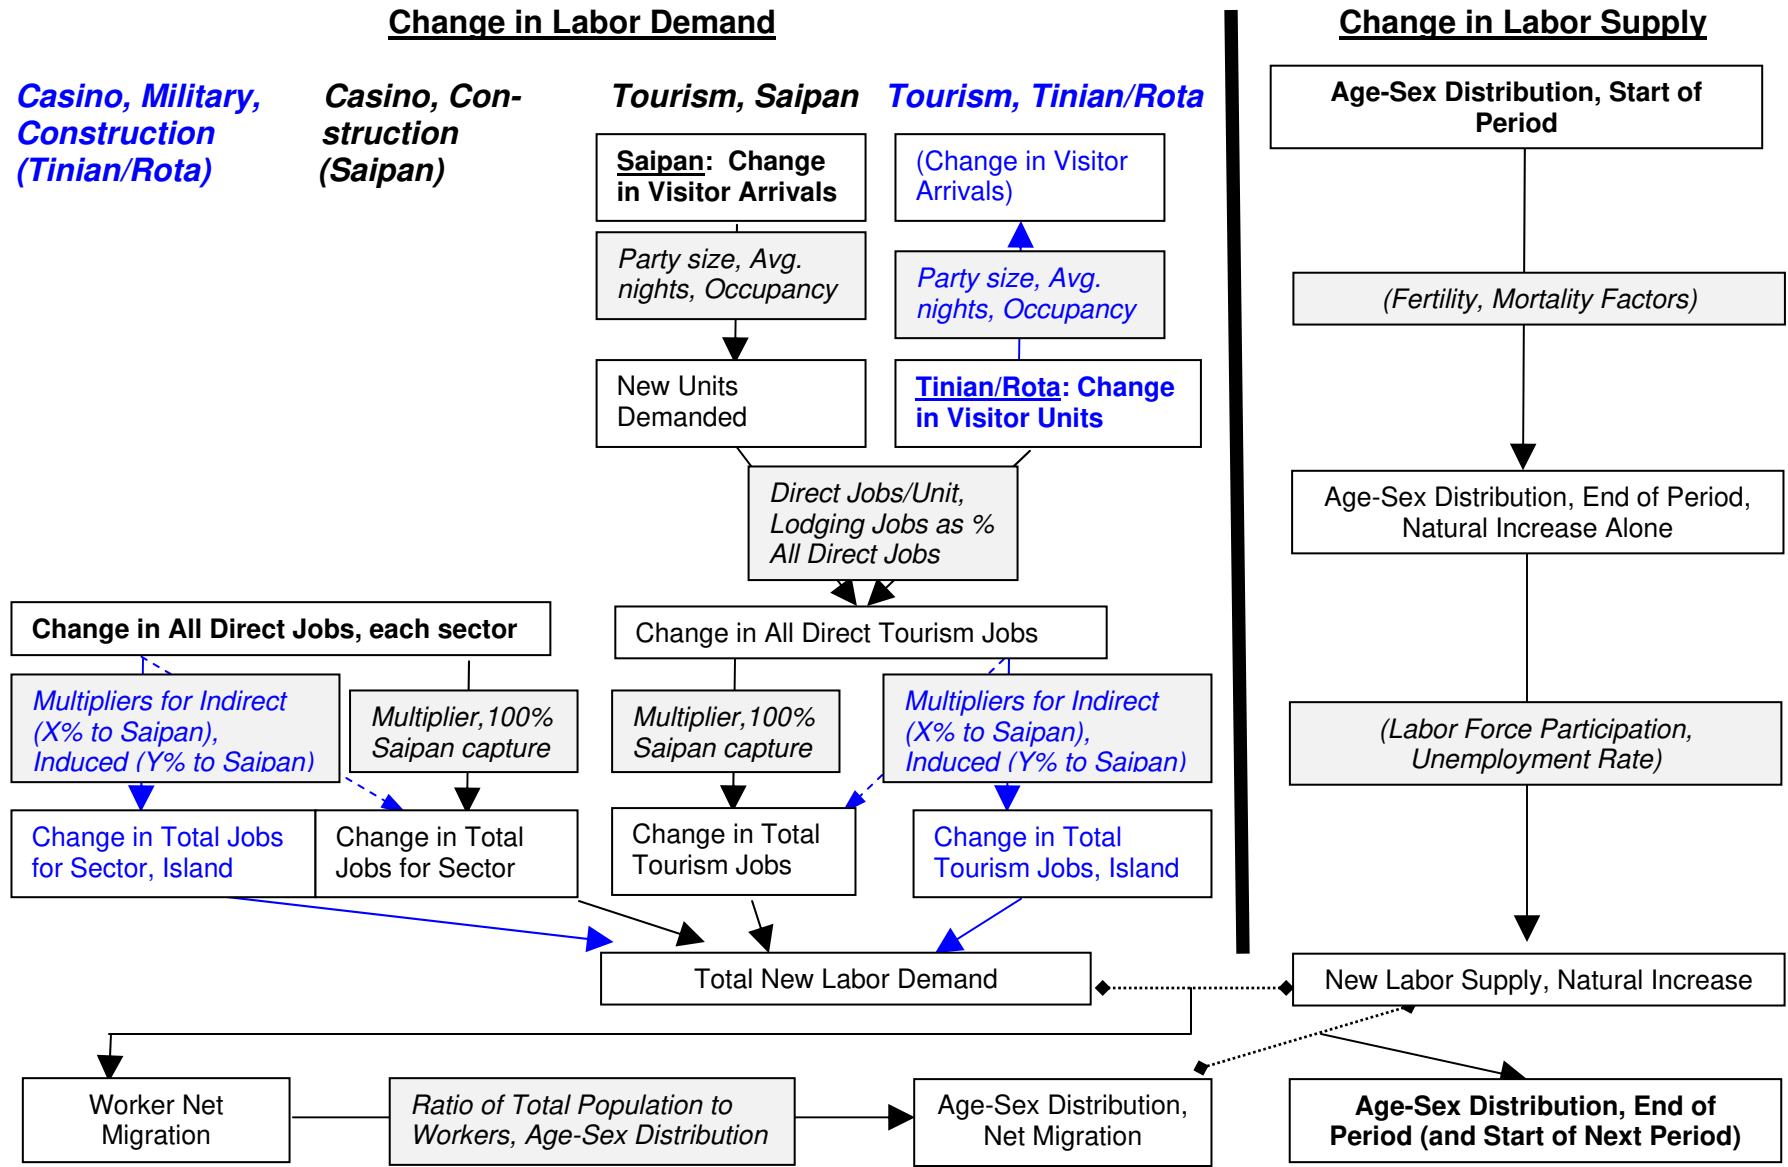 Change in Labor Demand
Change in Labor Supply
Casino, Military,
Construction
(Tinian/Rota)
Casino, Con-
struction
(Saipan)
Tourism, Saipan
Tourism, Tinian/Rota
Saipan: Change
in Visitor Arrivals
(Change in Visitor
Arrivals)
Party size, Avg.
nights, Occupancy
Party size, Avg.
nights, Occupancy
New Units
Demanded
Tinian/Rota: Change
in Visitor Units
Direct Jobs/Unit,
Lodging Jobs as %
All Direct Jobs
Change in All Direct Jobs, each sector
Change in All Direct Tourism Jobs
Multipliers for Indirect
(X% to Saipan),
Induced (Y% to Saipan)
Multiplier,100%
Saipan capture
Multiplier,100%
Saipan capture
Multipliers for Indirect
(X% to Saipan),
Induced (Y% to Saipan)
Change in Total Jobs
for Sector, Island
Change in Total
Jobs for Sector
Change in Total
Tourism Jobs
Change in Total
Tourism Jobs, Island
Total New Labor Demand
Age-Sex Distribution, Start of
Period
(Fertility, Mortality Factors)
Age-Sex Distribution, End of Period,
Natural Increase Alone
(Labor Force Participation,
Unemployment Rate)
New Labor Supply, Natural Increase
Worker Net
Migration
Ratio of Total Population to
Workers, Age-Sex Distribution
Age-Sex Distribution,
Net Migration
Age-Sex Distribution, End of
Period (and Start of Next Period)